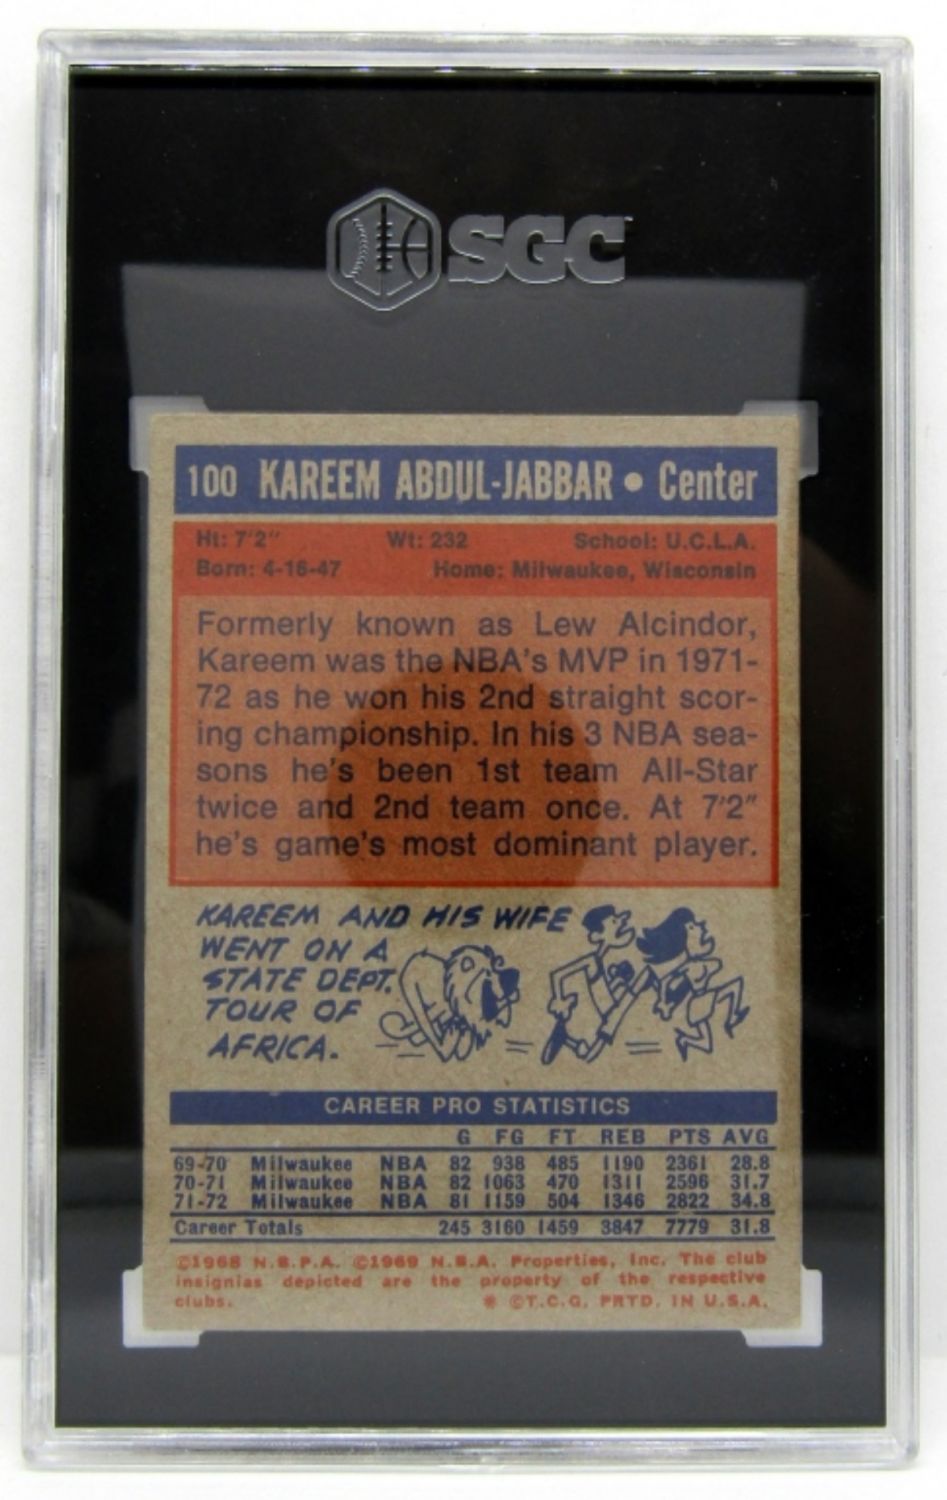 SGC
100 KAREEM ABDUL-JABBAR • Center
Ht: 7'2" Wt: 232 School: U.C.L.A.
Born: 4-16-47 Home: Milwaukee, Wisconsin
Formerly known as Lew Alcindor,
Kareem was the NBA's MVP in 1971-
72 as he won his 2nd straight scor-
ing championship. In his 3 NBA sea-
sons he's been 1st team All-Star
twice and 2nd team once. At 7'2"
he's game's most dominant player.
KAREEM AND HIS WIFE
WENT ON A
STATE DEPT.
TOUR OF
AFRICA.
CAREER PRO STATISTICS
G FG FT REB PTS AVG
69-70 Milwaukee NBA 82 938 485 1190 2361 28.8
70-71 Milwaukee NBA 82 1063 470 1311 2596 31.7
71-72 Milwaukee NBA 81 1159 504 1346 2822 34.8
Career Totals 245 3160 1459 3847 7779 31.8
©1968 N.B.P.A. ©1969 N.B.A. Properties, Inc. The club
insignias depicted are the property of the respective
clubs. * ©T.C.G. PRTD. IN U.S.A.